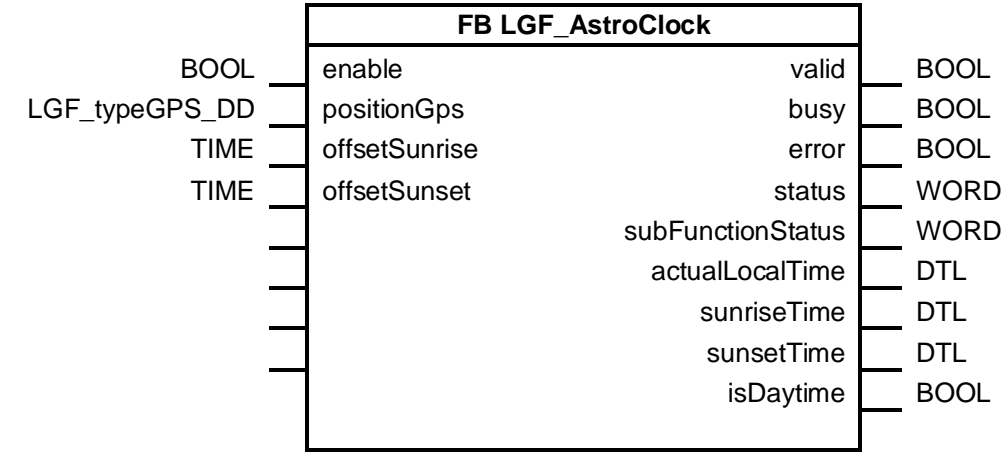 FB LGF_AstroClock
BOOL enable valid BOOL
LGF_typeGPS_DD positionGps busy BOOL
TIME offsetSunrise error BOOL
TIME offsetSunset status WORD
subFunctionStatus WORD
actualLocalTime DTL
sunriseTime DTL
sunsetTime DTL
isDaytime BOOL